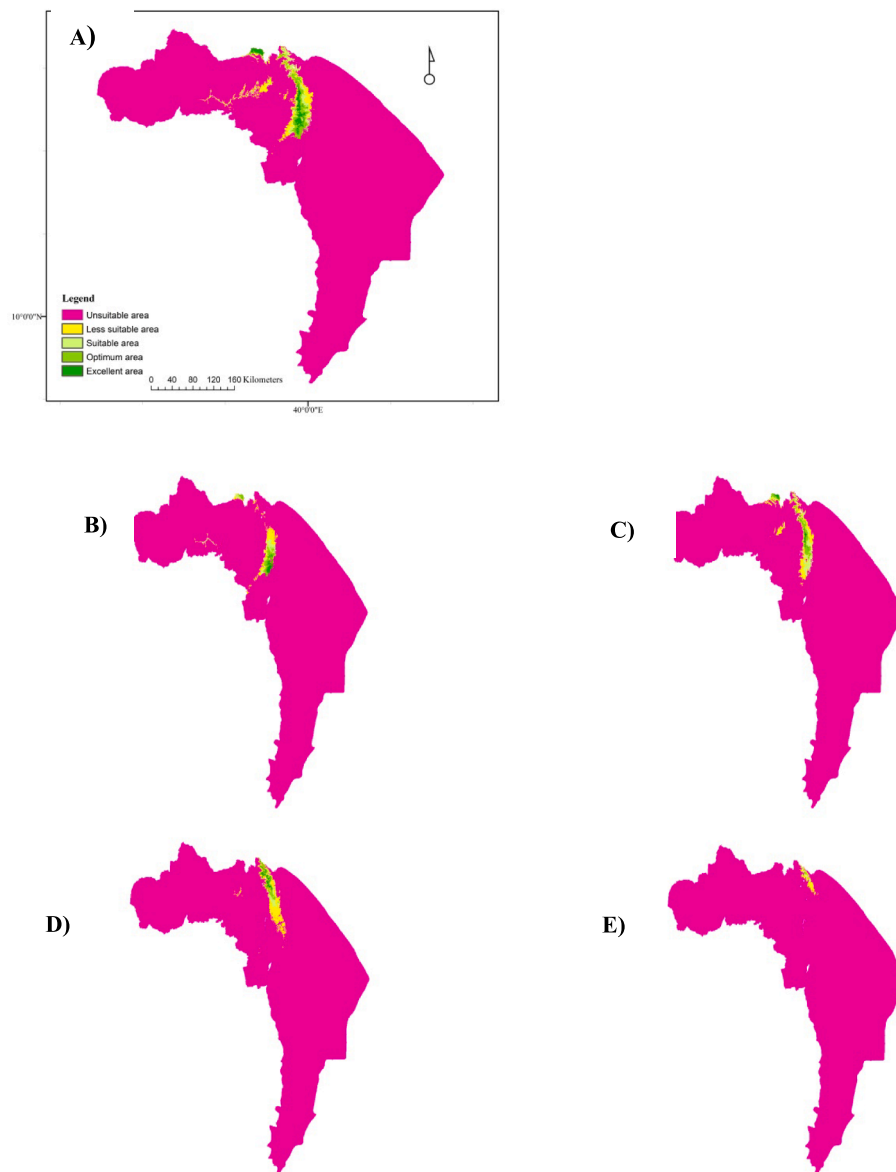 A)
Legend
Unsuitable area
Less suitable area
Suitable area
Optimum area
Excellent area
10°0'0"N
0 40 80 120 160 Kilometers
40°0'0"E
B)
C)
D)
E)